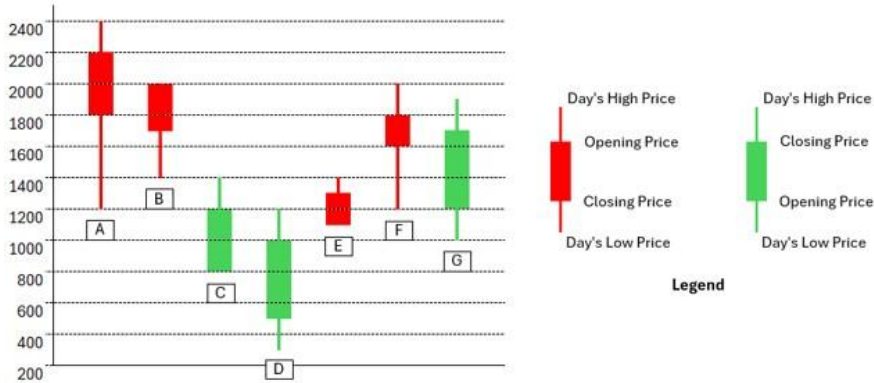 2400
2200
2000
1800
1600
1400
1200
1000
800
600
400
200
A
B
C
D
E
F
G
Day's High Price
Opening Price
Closing Price
Day's Low Price
Day's High Price
Closing Price
Opening Price
Day's Low Price
Legend